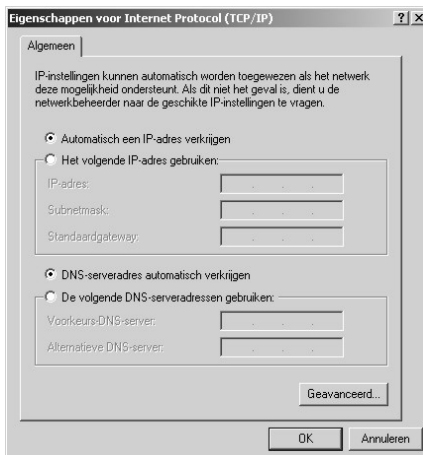 Eigenschappen voor Internet Protocol (TCP/IP)
Algemeen
IP-instellingen kunnen automatisch worden toegewezen als het netwerk
deze mogelijkheid ondersteunt. Als dit niet het geval is, dient u de
netwerkbeheerder naar de geschikte IP-instellingen te vragen.
Automatisch een IP-adres verkrijgen
Het volgende IP-adres gebruiken:
IP-adres:
Subnetmask:
Standaardgateway:
DNS-serveradres automatisch verkrijgen
De volgende DNS-serveradressen gebruiken:
Voorkeurs-DNS-server:
Alternatieve DNS-server:
Geavanceerd...
OK
Annuleren